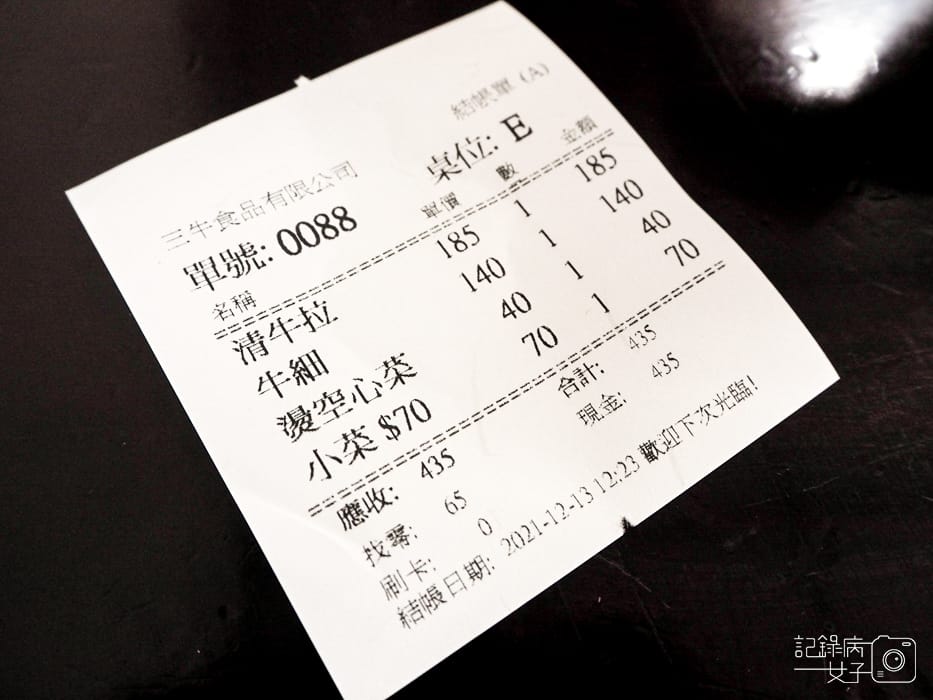 結帳單 (A)
三牛食品有限公司
單號: 0088 桌位: E
名稱 單價 數 金額
清牛拉 185 1 185
牛細 140 1 140
燙空心菜 40 1 40
小菜 $70 70 1 70
應收: 435 合計: 435
找零: 65 現金: 435
刷卡: 0
結帳日期: 2021-12-13 12:23 歡迎下次光臨!
記錄病女子